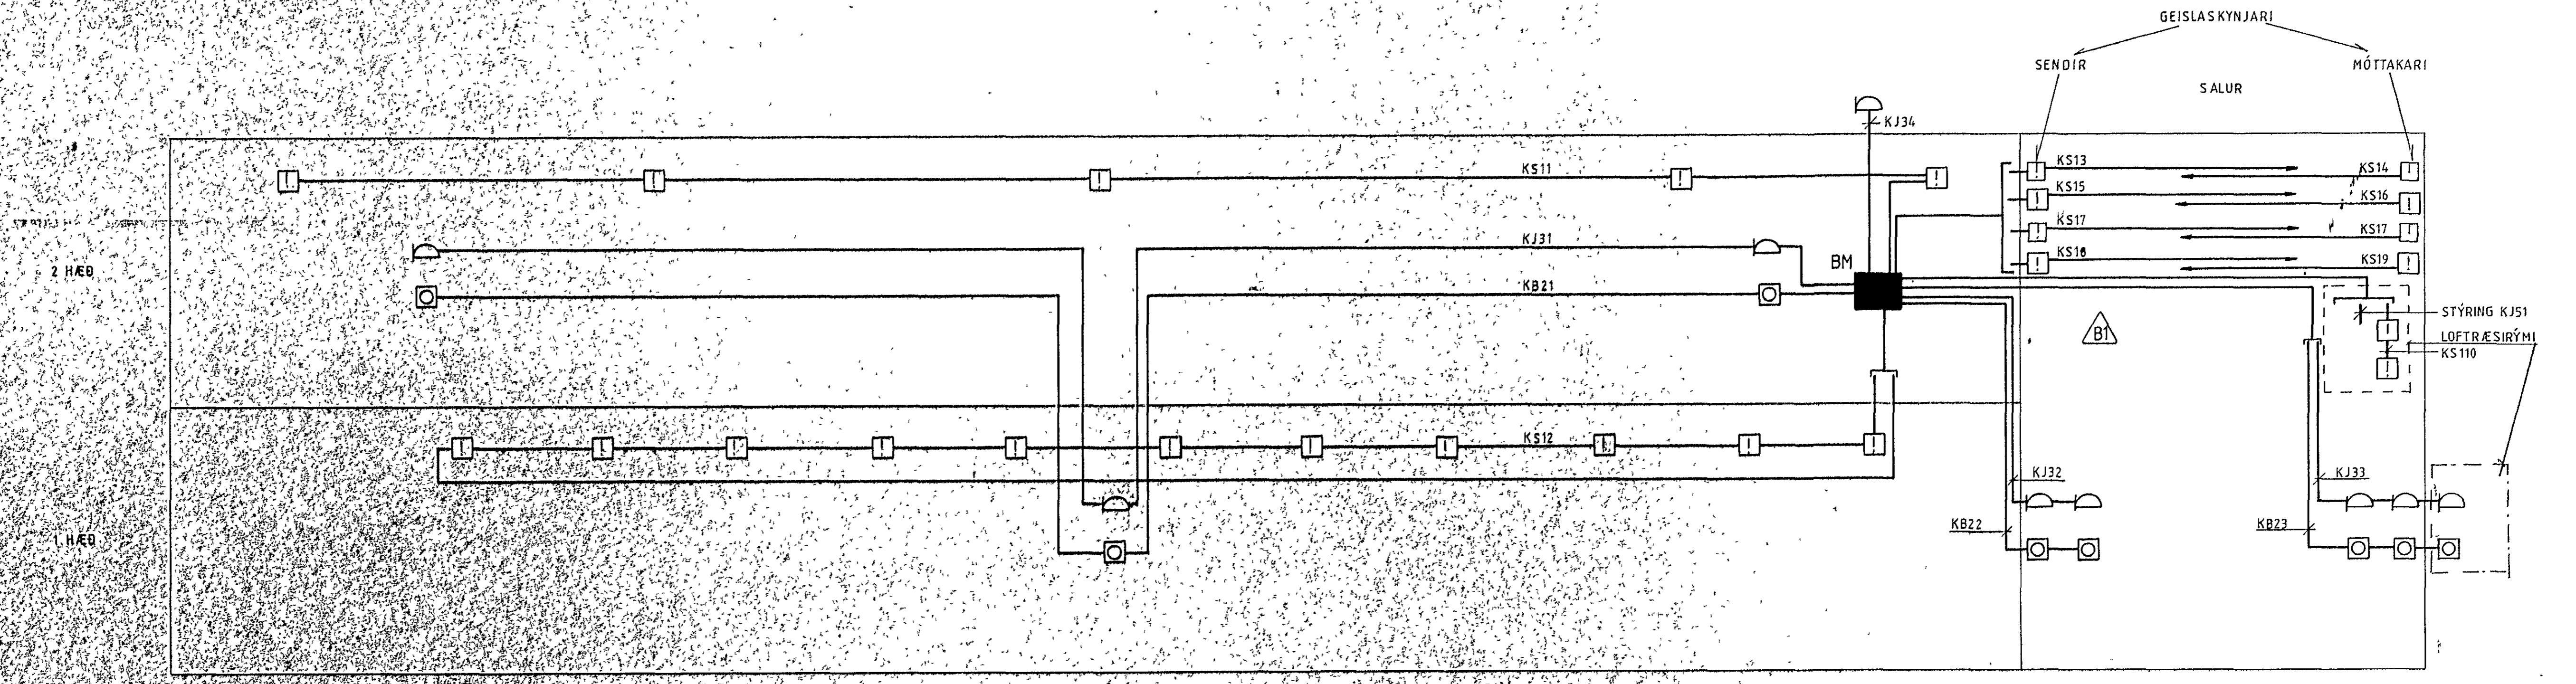 GEISLASKYNJARI
SENDIR
MÓTTAKARI
SALUR
KJ34
KS11
KS13
KS14
KS15
KS16
KS17
KS17
KS18
KS19
2 HÆÐ
KJ31
BM
KB21
B1
STÝRING KJ51
LOFTRÆSIRÝMI
KS110
KS12
KJ32
KJ33
KB22
KB23
1 HÆÐ